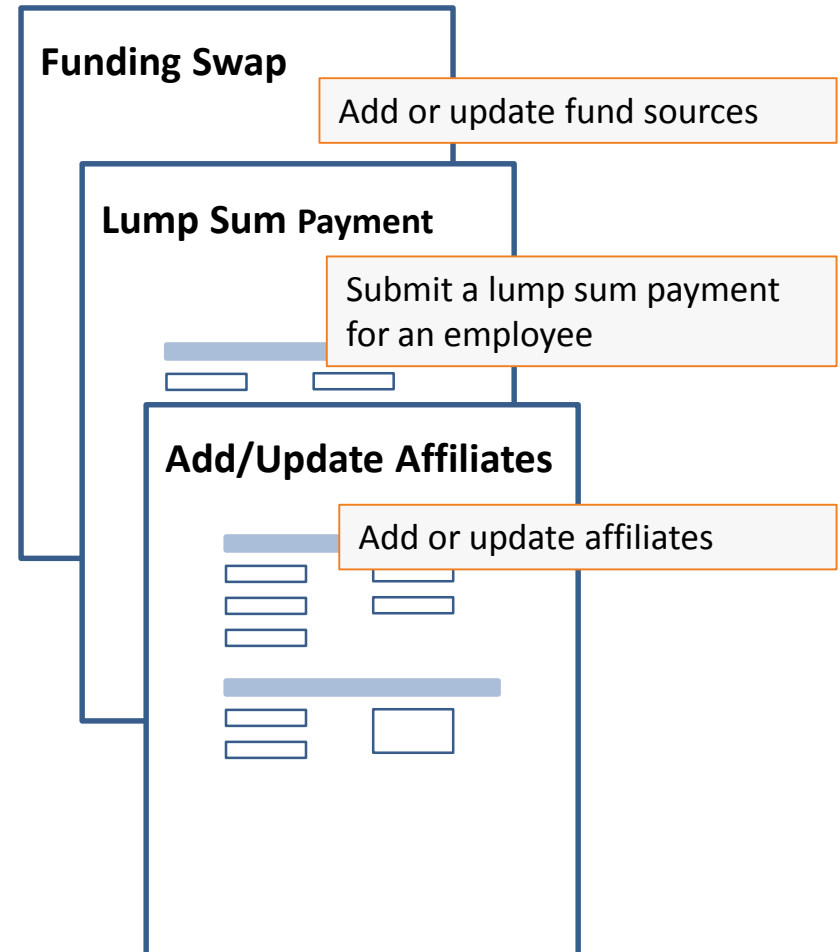 Funding Swap
Add or update fund sources
Lump Sum Payment
Submit a lump sum payment
for an employee
Add/Update Affiliates
Add or update affiliates